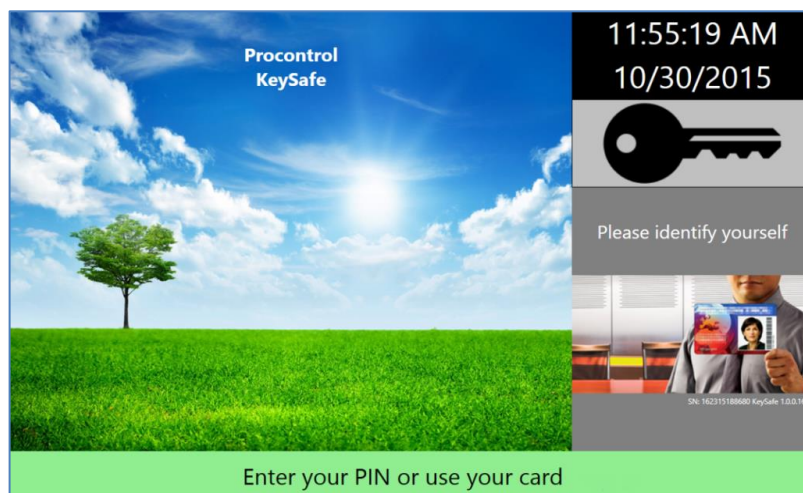 Procontrol
KeySafe
11:55:19 AM
10/30/2015
Please identify yourself
SN: 162315188680 KeySafe 1.0.0.16
Enter your PIN or use your card